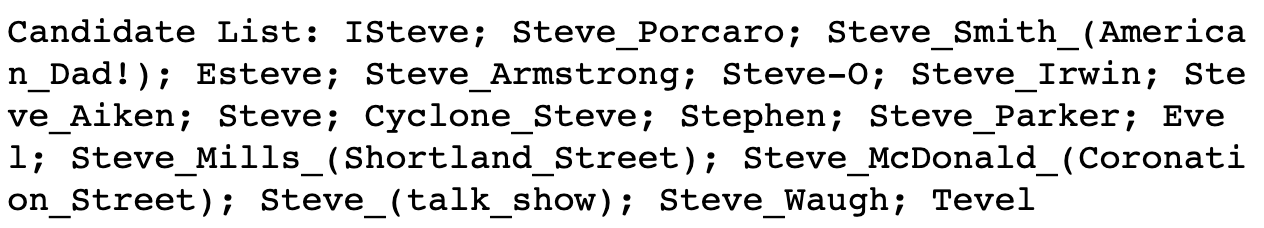 Candidate List: ISteve; Steve_Porcaro; Steve_Smith_(America
n_Dad!); Esteve; Steve_Armstrong; Steve-O; Steve_Irwin; Ste
ve_Aiken; Steve; Cyclone_Steve; Stephen; Steve_Parker; Eve
l; Steve_Mills_(Shortland_Street); Steve_McDonald_(Coronati
on_Street); Steve_(talk_show); Steve_Waugh; Tevel